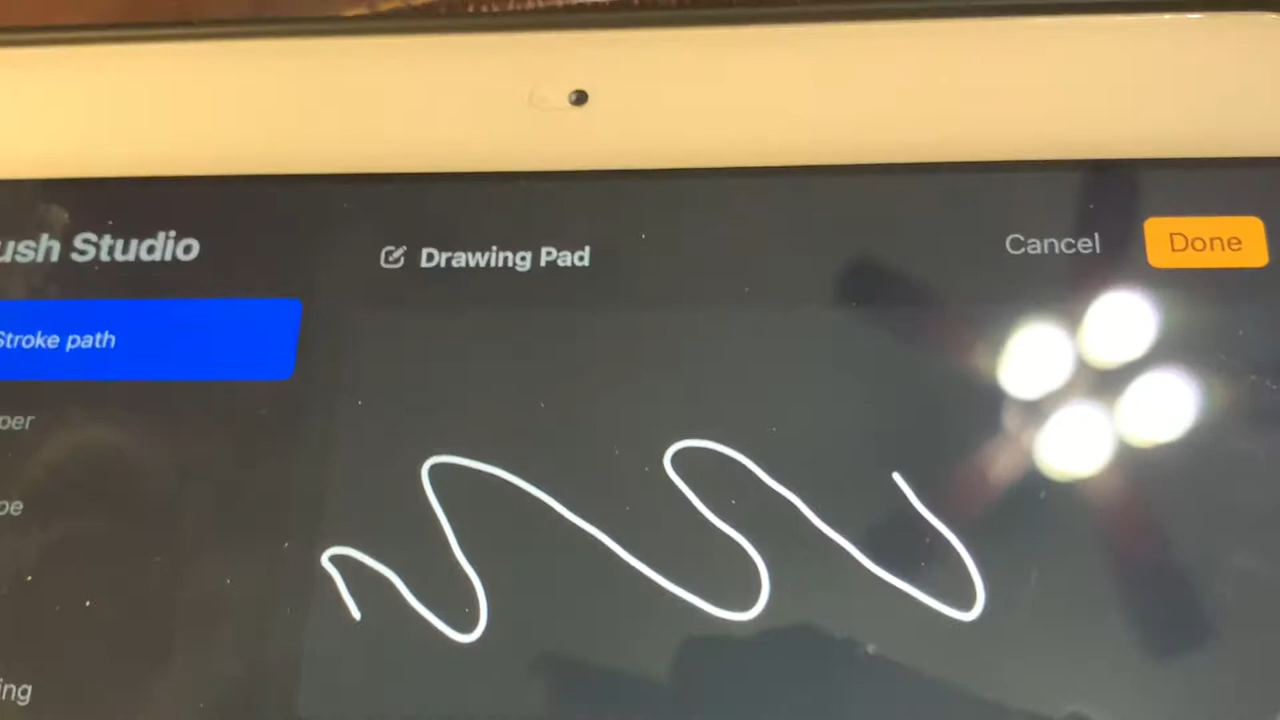 ush Studio
Drawing Pad
Cancel
Done
Stroke path
per
pe
ing